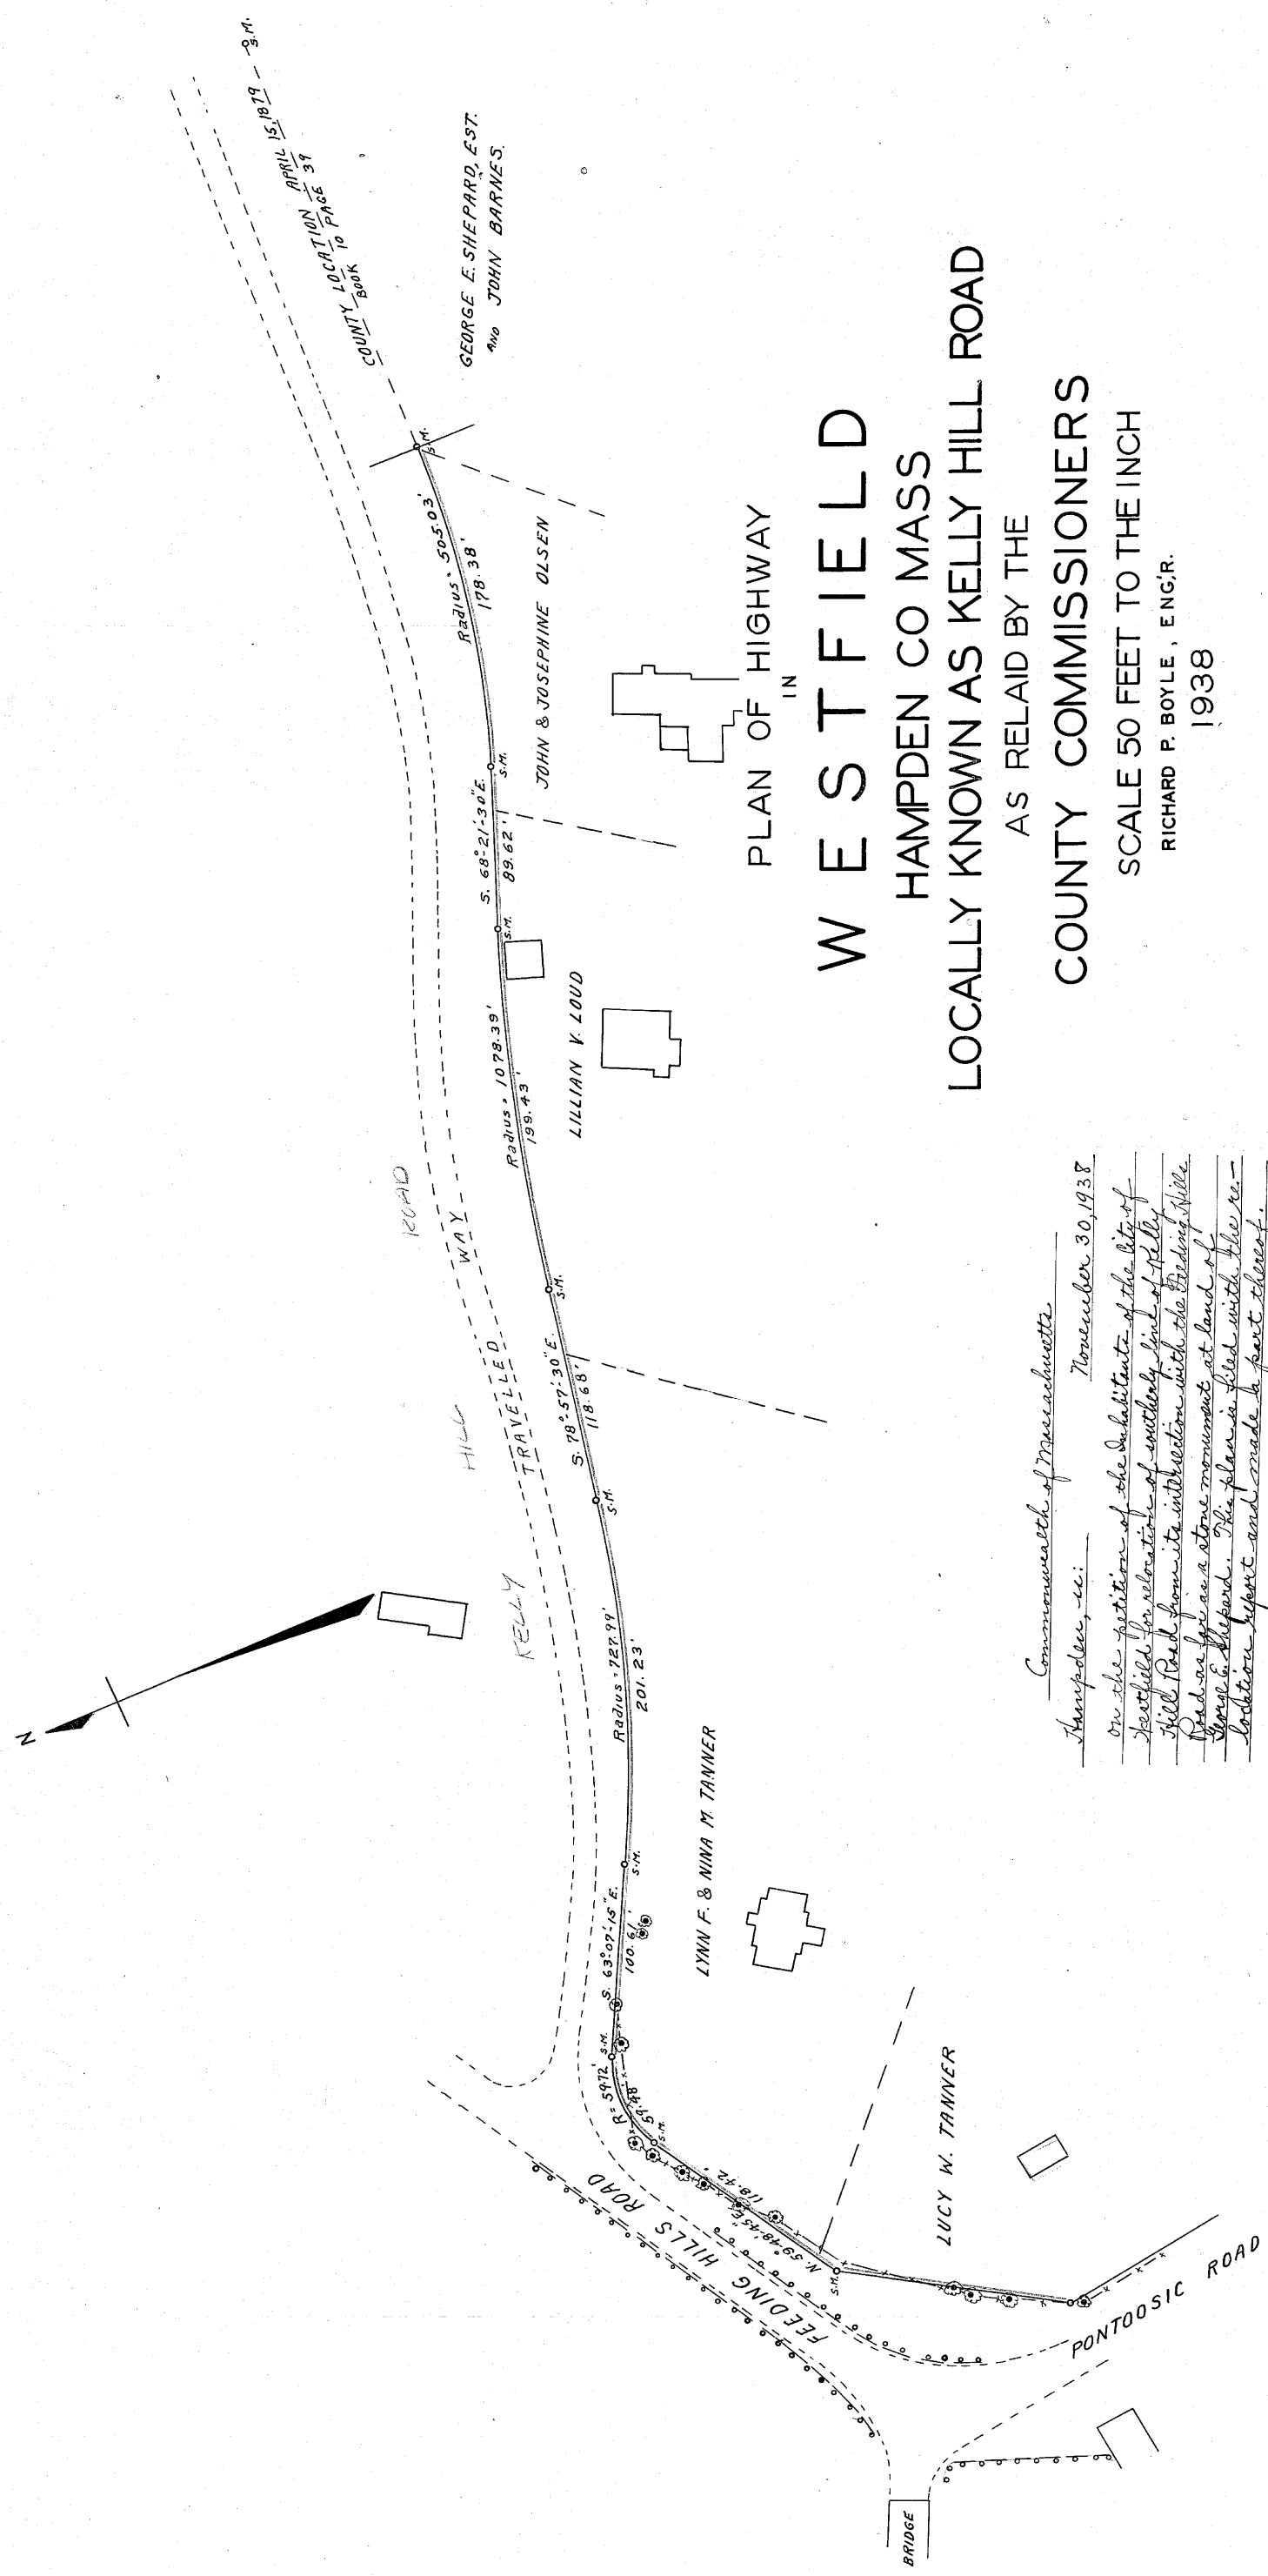 PLAN OF HIGHWAY
IN
WESTFIELD
HAMPDEN CO MASS
LOCALLY KNOWN AS KELLY HILL ROAD
AS RELAID BY THE
COUNTY COMMISSIONERS
SCALE 50 FEET TO THE INCH
RICHARD P. BOYLE, ENG,'R.
1938
Commonwealth of Massachusetts
Hampden, ss: November 30, 1938
On the petition of the Inhabitants of the City of
Westfield for relocation of southerly line of Kelly
Hill Road from its intersection with the Feeding Hills
Road as far as a stone monument at land of
George E. Shepard. This plan is filed with the re-
location report and made a part thereof.
N
BRIDGE
PONTOOSIC ROAD
FEEDING HILLS ROAD
LUCY W. TANNER
S.M.
N. 59°-48'-45" E.
118.42'
S.M.
R = 59.72'
59.48'
S.M.
S. 63°-07'-15" E.
100.61'
S.M.
LYNN F. & NINA M. TANNER
Radius = 727.99'
201.23'
S.M.
S. 78°-57'-30" E.
118.68'
S.M.
KELLY HILL ROAD
TRAVELLED WAY
Radius = 1078.39'
199.43'
LILLIAN V. LOUD
S.M.
S. 68°-21'-30" E.
89.62'
S.M.
JOHN & JOSEPHINE OLSEN
Radius = 505.03'
178.38'
S.M.
GEORGE E. SHEPARD, EST.
AND JOHN BARNES.
COUNTY LOCATION APRIL 15, 1879
BOOK 10 PAGE 39
S.M.